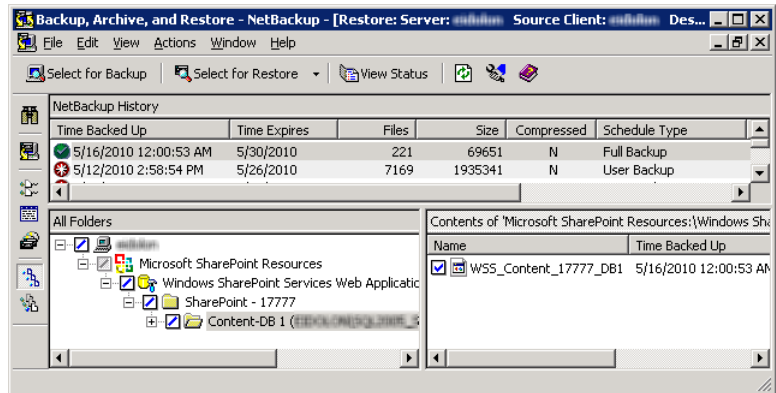 Backup, Archive, and Restore - NetBackup - [Restore: Server: Source Client: Des...
File Edit View Actions Window Help
Select for Backup Select for Restore View Status
NetBackup History
Time Backed Up Time Expires Files Size Compressed Schedule Type
5/16/2010 12:00:53 AM 5/30/2010 221 69651 N Full Backup
5/12/2010 2:58:54 PM 5/26/2010 7169 1935341 N User Backup
All Folders Contents of 'Microsoft SharePoint Resources:\Windows Sha
Name Time Backed Up
Microsoft SharePoint Resources WSS_Content_17777_DB1 5/16/2010 12:00:53 AM
Windows SharePoint Services Web Applicatic
SharePoint - 17777
Content-DB 1 (